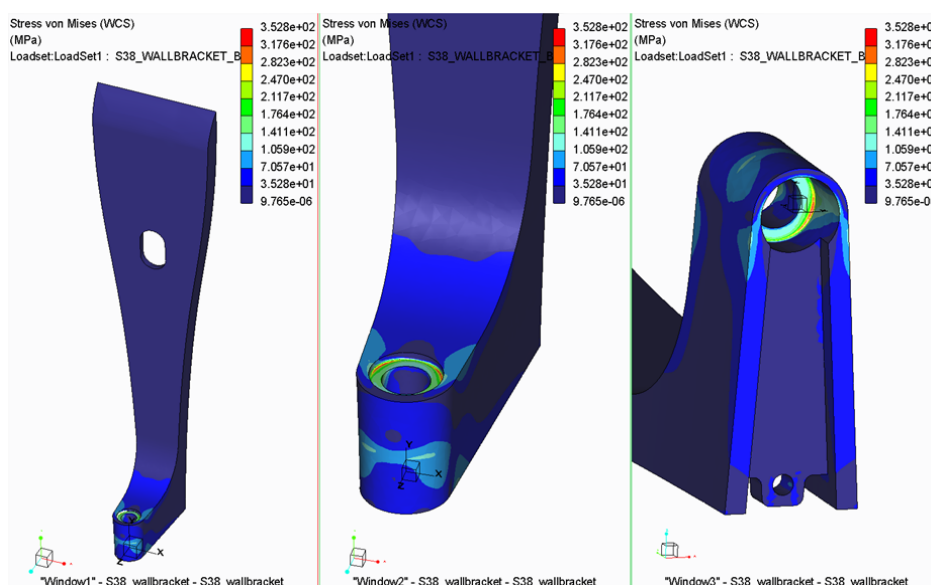 Stress von Mises (WCS)
(MPa)
Loadset:LoadSet1 : S38_WALLBRACKET_B
3.528e+02
3.176e+02
2.823e+02
2.470e+02
2.117e+02
1.764e+02
1.411e+02
1.059e+02
7.057e+01
3.528e+01
9.765e-06
X
Y
Z
"Window1" - S38_wallbracket - S38_wallbracket
Stress von Mises (WCS)
(MPa)
Loadset:LoadSet1 : S38_WALLBRACKET_B
3.528e+02
3.176e+02
2.823e+02
2.470e+02
2.117e+02
1.764e+02
1.411e+02
1.059e+02
7.057e+01
3.528e+01
9.765e-06
Y
X
Z
"Window2" - S38_wallbracket - S38_wallbracket
Stress von Mises (WCS)
(MPa)
Loadset:LoadSet1 : S38_WALLBRACKET_B
3.528e+02
3.176e+02
2.823e+02
2.470e+02
2.117e+02
1.764e+02
1.411e+02
1.059e+02
7.057e+01
3.528e+01
9.765e-06
"Window3" - S38_wallbracket - S38_wallbracket